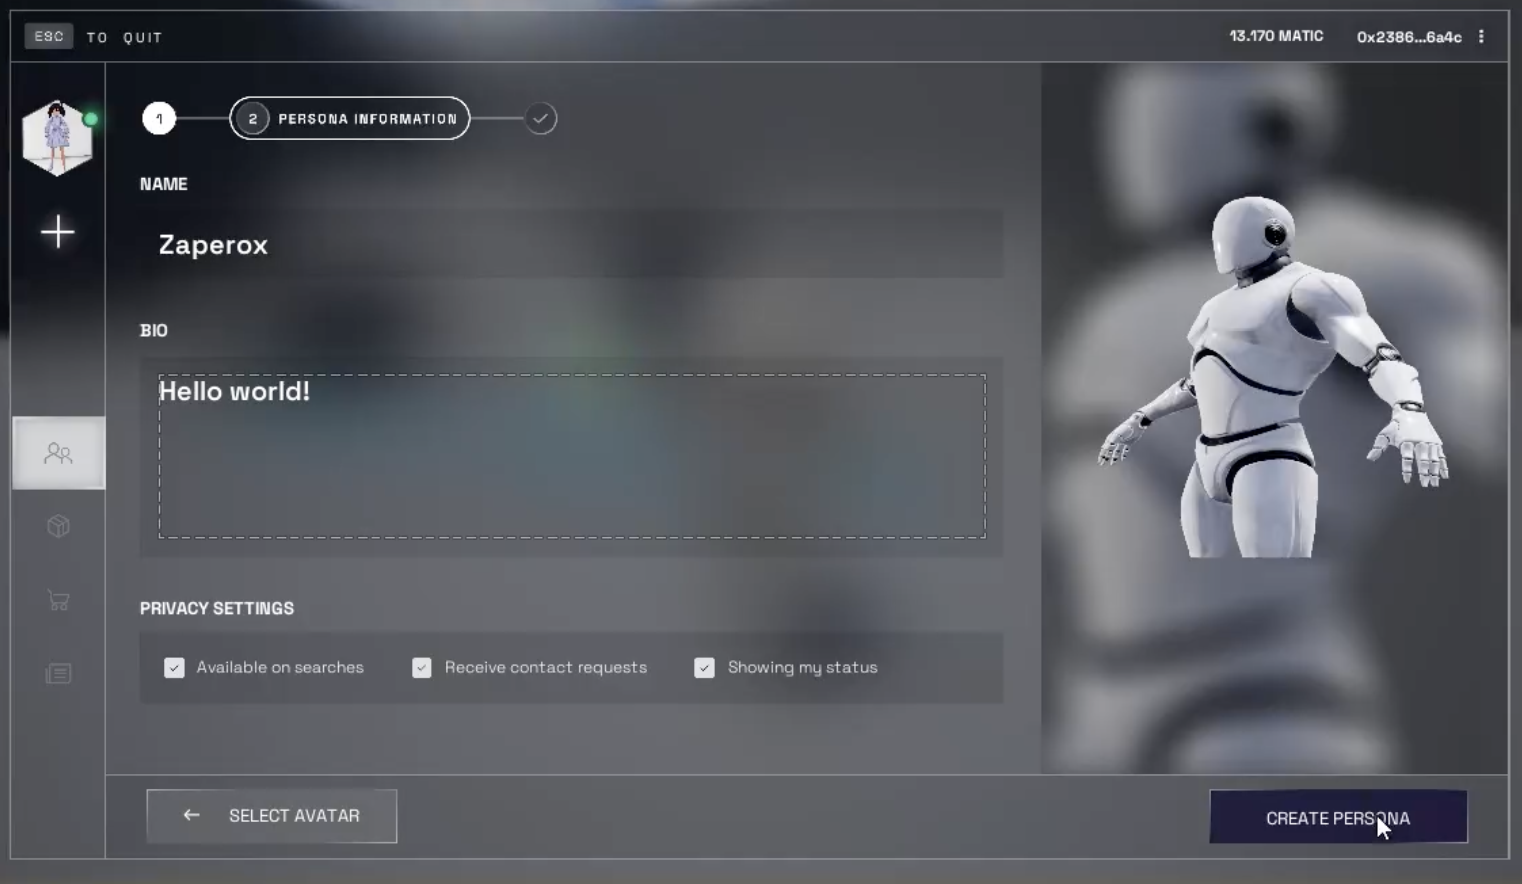 ESC TO QUIT
13.170 MATIC 0x2386...6a4c
1 2 PERSONA INFORMATION
NAME
Zaperox
BIO
Hello world!
PRIVACY SETTINGS
Available on searches Receive contact requests Showing my status
SELECT AVATAR
CREATE PERSONA